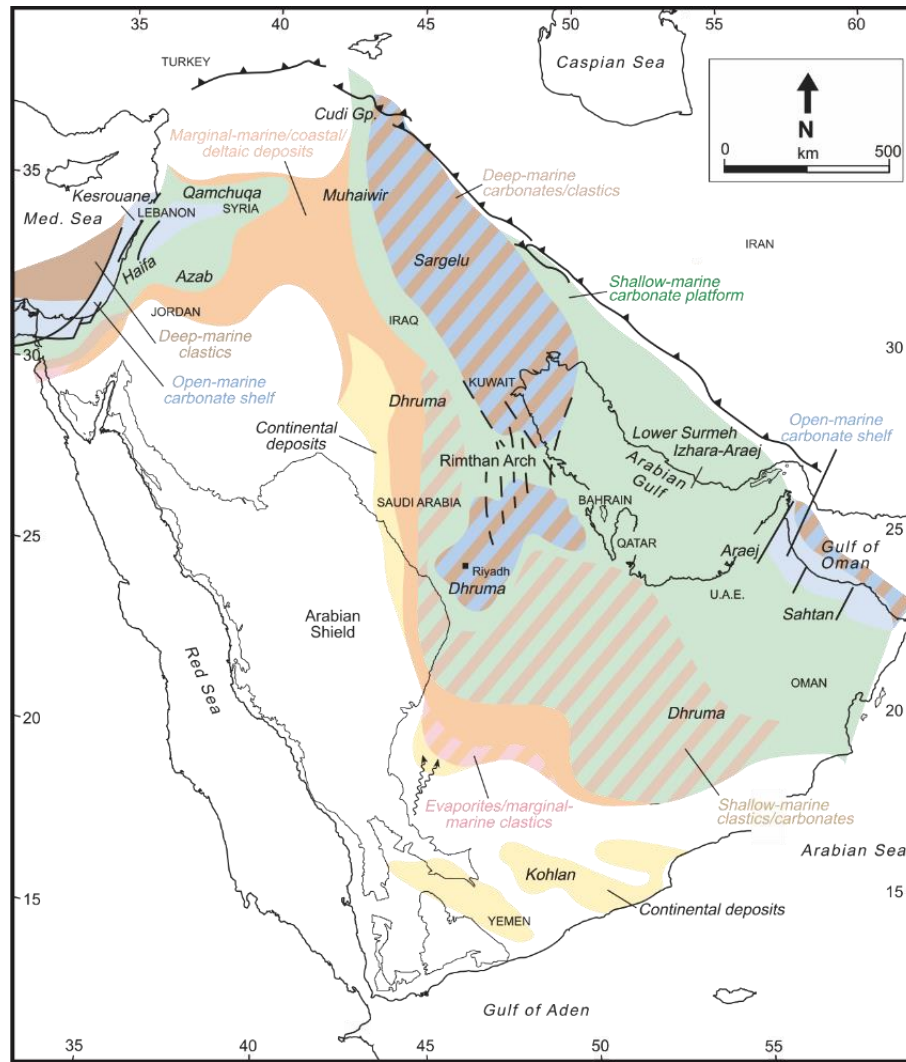 35
40
45
50
60
TURKEY
Caspian Sea
Cudi Gp.
Marginal-marine/coastal/
deltaic deposits
N
km
0
500
35
Deep-marine
carbonates/clastics
Kesrouane
Qamchuqa
Muhaiwir
LEBANON
SYRIA
Med. Sea
IRAN
Sargelu
Haifa
Azab
Shallow-marine
carbonate platform
JORDAN
IRAQ
Deep-marine
clastics
30
30
Open-marine
carbonate shelf
KUWAIT
Dhruma
Open-marine
carbonate shelf
Continental
deposits
Lower Surmeh
Izhara-Araej
Rimthan Arch
Arabian
Gulf
SAUDI ARABIA
BAHRAIN
25
25
QATAR
Araej
Gulf of
Oman
Riyadh
Dhruma
U.A.E.
Sahtan
Arabian
Shield
Red Sea
OMAN
20
20
Dhruma
Evaporites/marginal-
marine clastics
Shallow-marine
clastics/carbonates
Arabian Sea
Kohlan
15
15
YEMEN
Continental deposits
Gulf of Aden
35
40
45
50
55